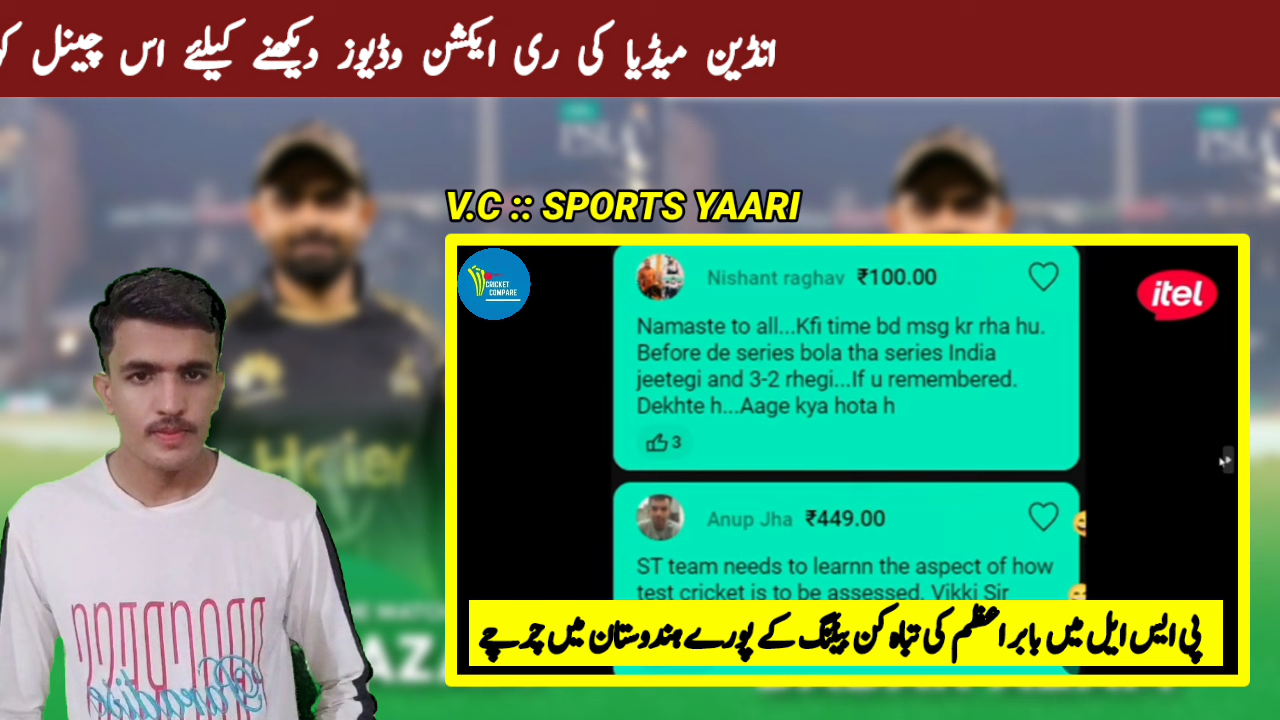 انڈین میڈیا کی ری ایکشن وڈیوز دیکھنے کیلئے اس چینل
PSL
V.C :: SPORTS YAARI
CRICKET
COMPARE
itel
Nishant raghav ₹100.00
Namaste to all...Kfi time bd msg kr rha hu.
Before de series bola tha series India
jeetegi and 3-2 rhegi...If u remembered.
Dekhte h...Aage kya hota h
3
Anup Jha ₹449.00
ST team needs to learnn the aspect of how
test cricket is to be assessed. Vikki Sir
پی ایس ایل میں بابر اعظم کی تباہ کن بیٹنگ کے پورے ہندوستان میں چرچے
Haier